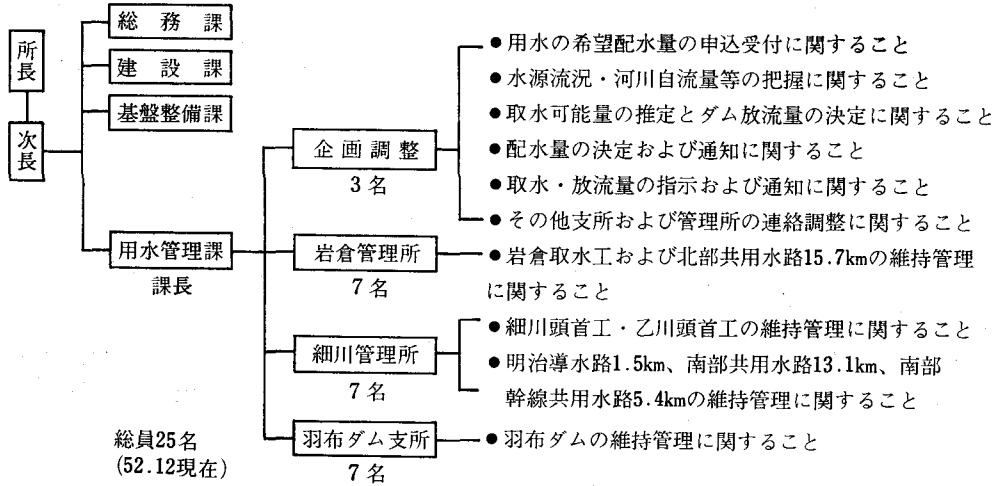 所長
次長
総務課
建設課
基盤整備課
用水管理課
課長
企画調整
3名
● 用水の希望配水量の申込受付に関すること
● 水源流況・河川自流量等の把握に関すること
● 取水可能量の推定とダム放流量の決定に関すること
● 配水量の決定および通知に関すること
● 取水・放流量の指示および通知に関すること
● その他支所および管理所の連絡調整に関すること
岩倉管理所
7名
● 岩倉取水工および北部共用水路15.7kmの維持管理
に関すること
細川管理所
7名
● 細川頭首工・乙川頭首工の維持管理に関すること
● 明治導水路1.5km、南部共用水路13.1km、南部
幹線共用水路5.4kmの維持管理に関すること
羽布ダム支所
7名
● 羽布ダムの維持管理に関すること
総員25名
(52.12現在)